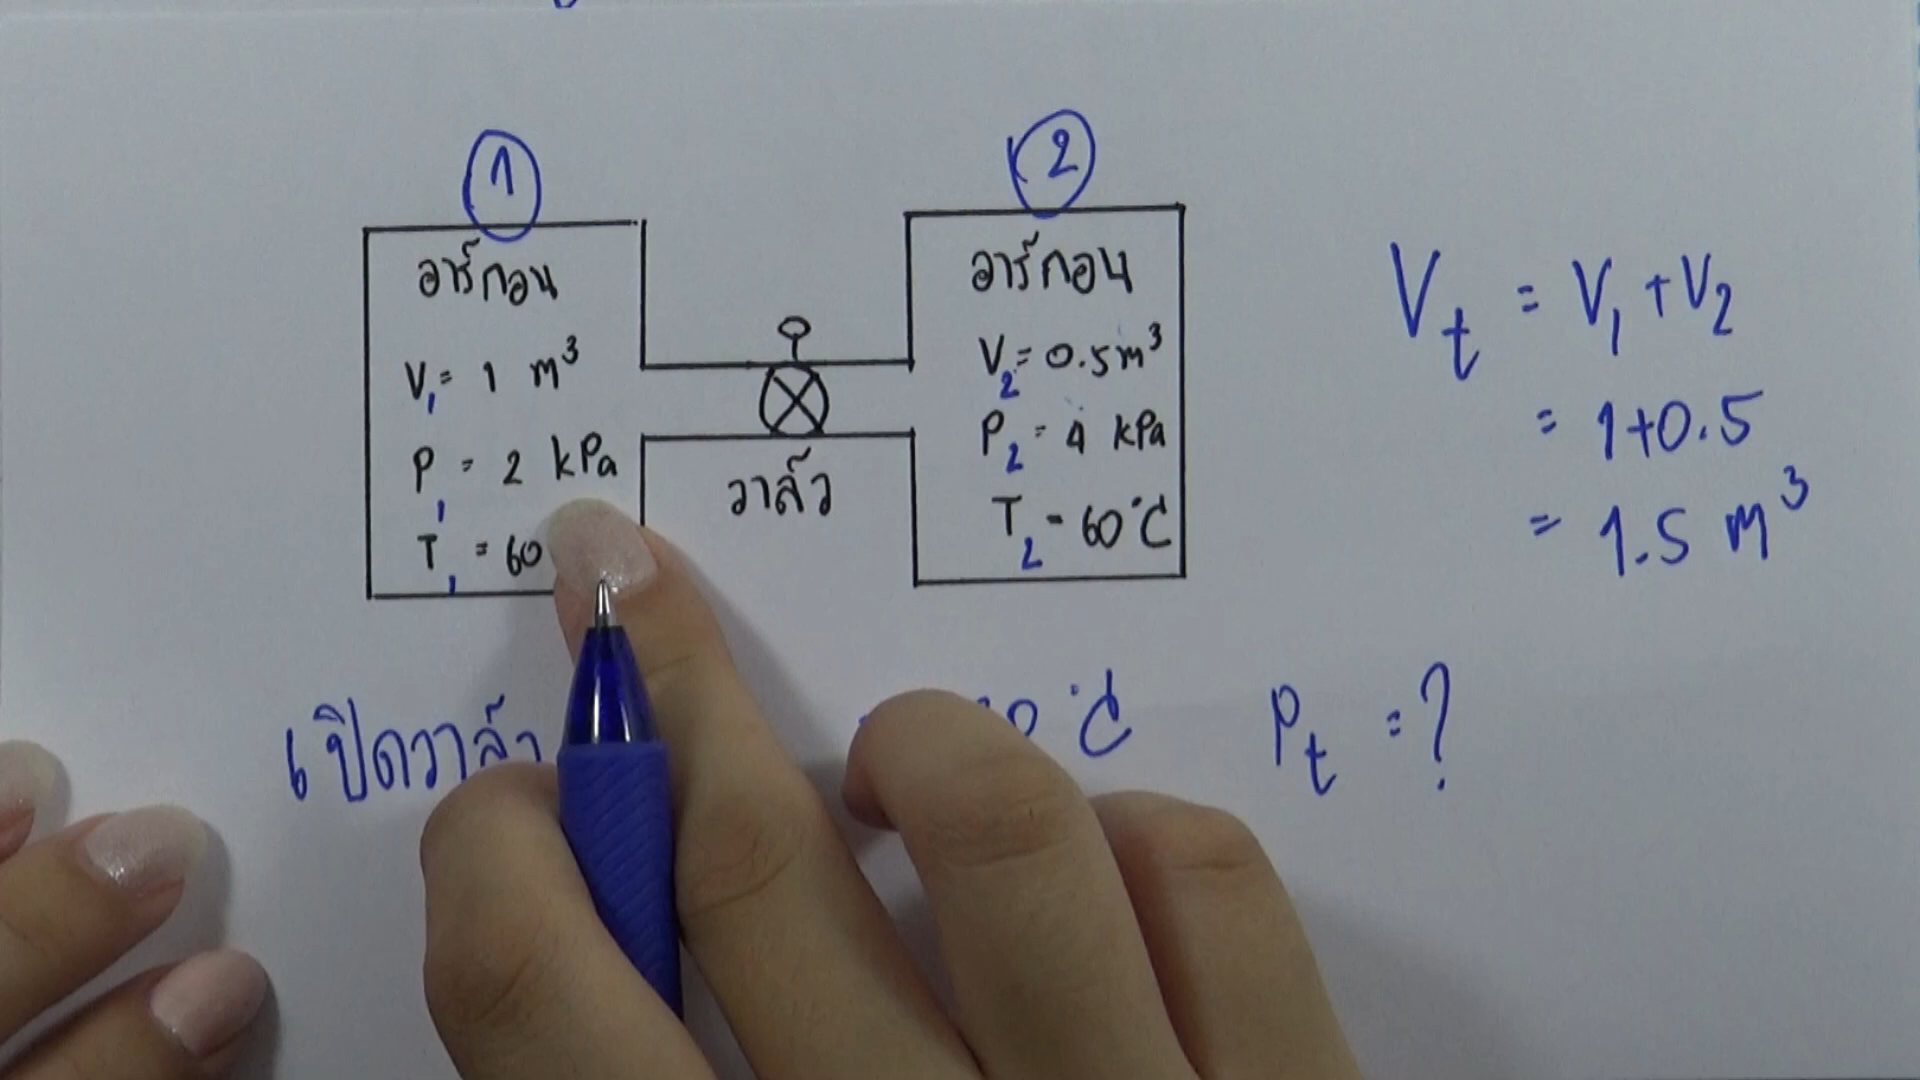 1
อาร์กอน
V₁ = 1 m³
P₁ = 2 kPa
T₁ = 60
วาล์ว
2
อาร์กอน
V₂ = 0.5 m³
P₂ = 4 kPa
T₂ = 60°C
Vt = V₁ + V₂
= 1+0.5
= 1.5 m³
เปิดวาล์ว 0°C Pt = ?